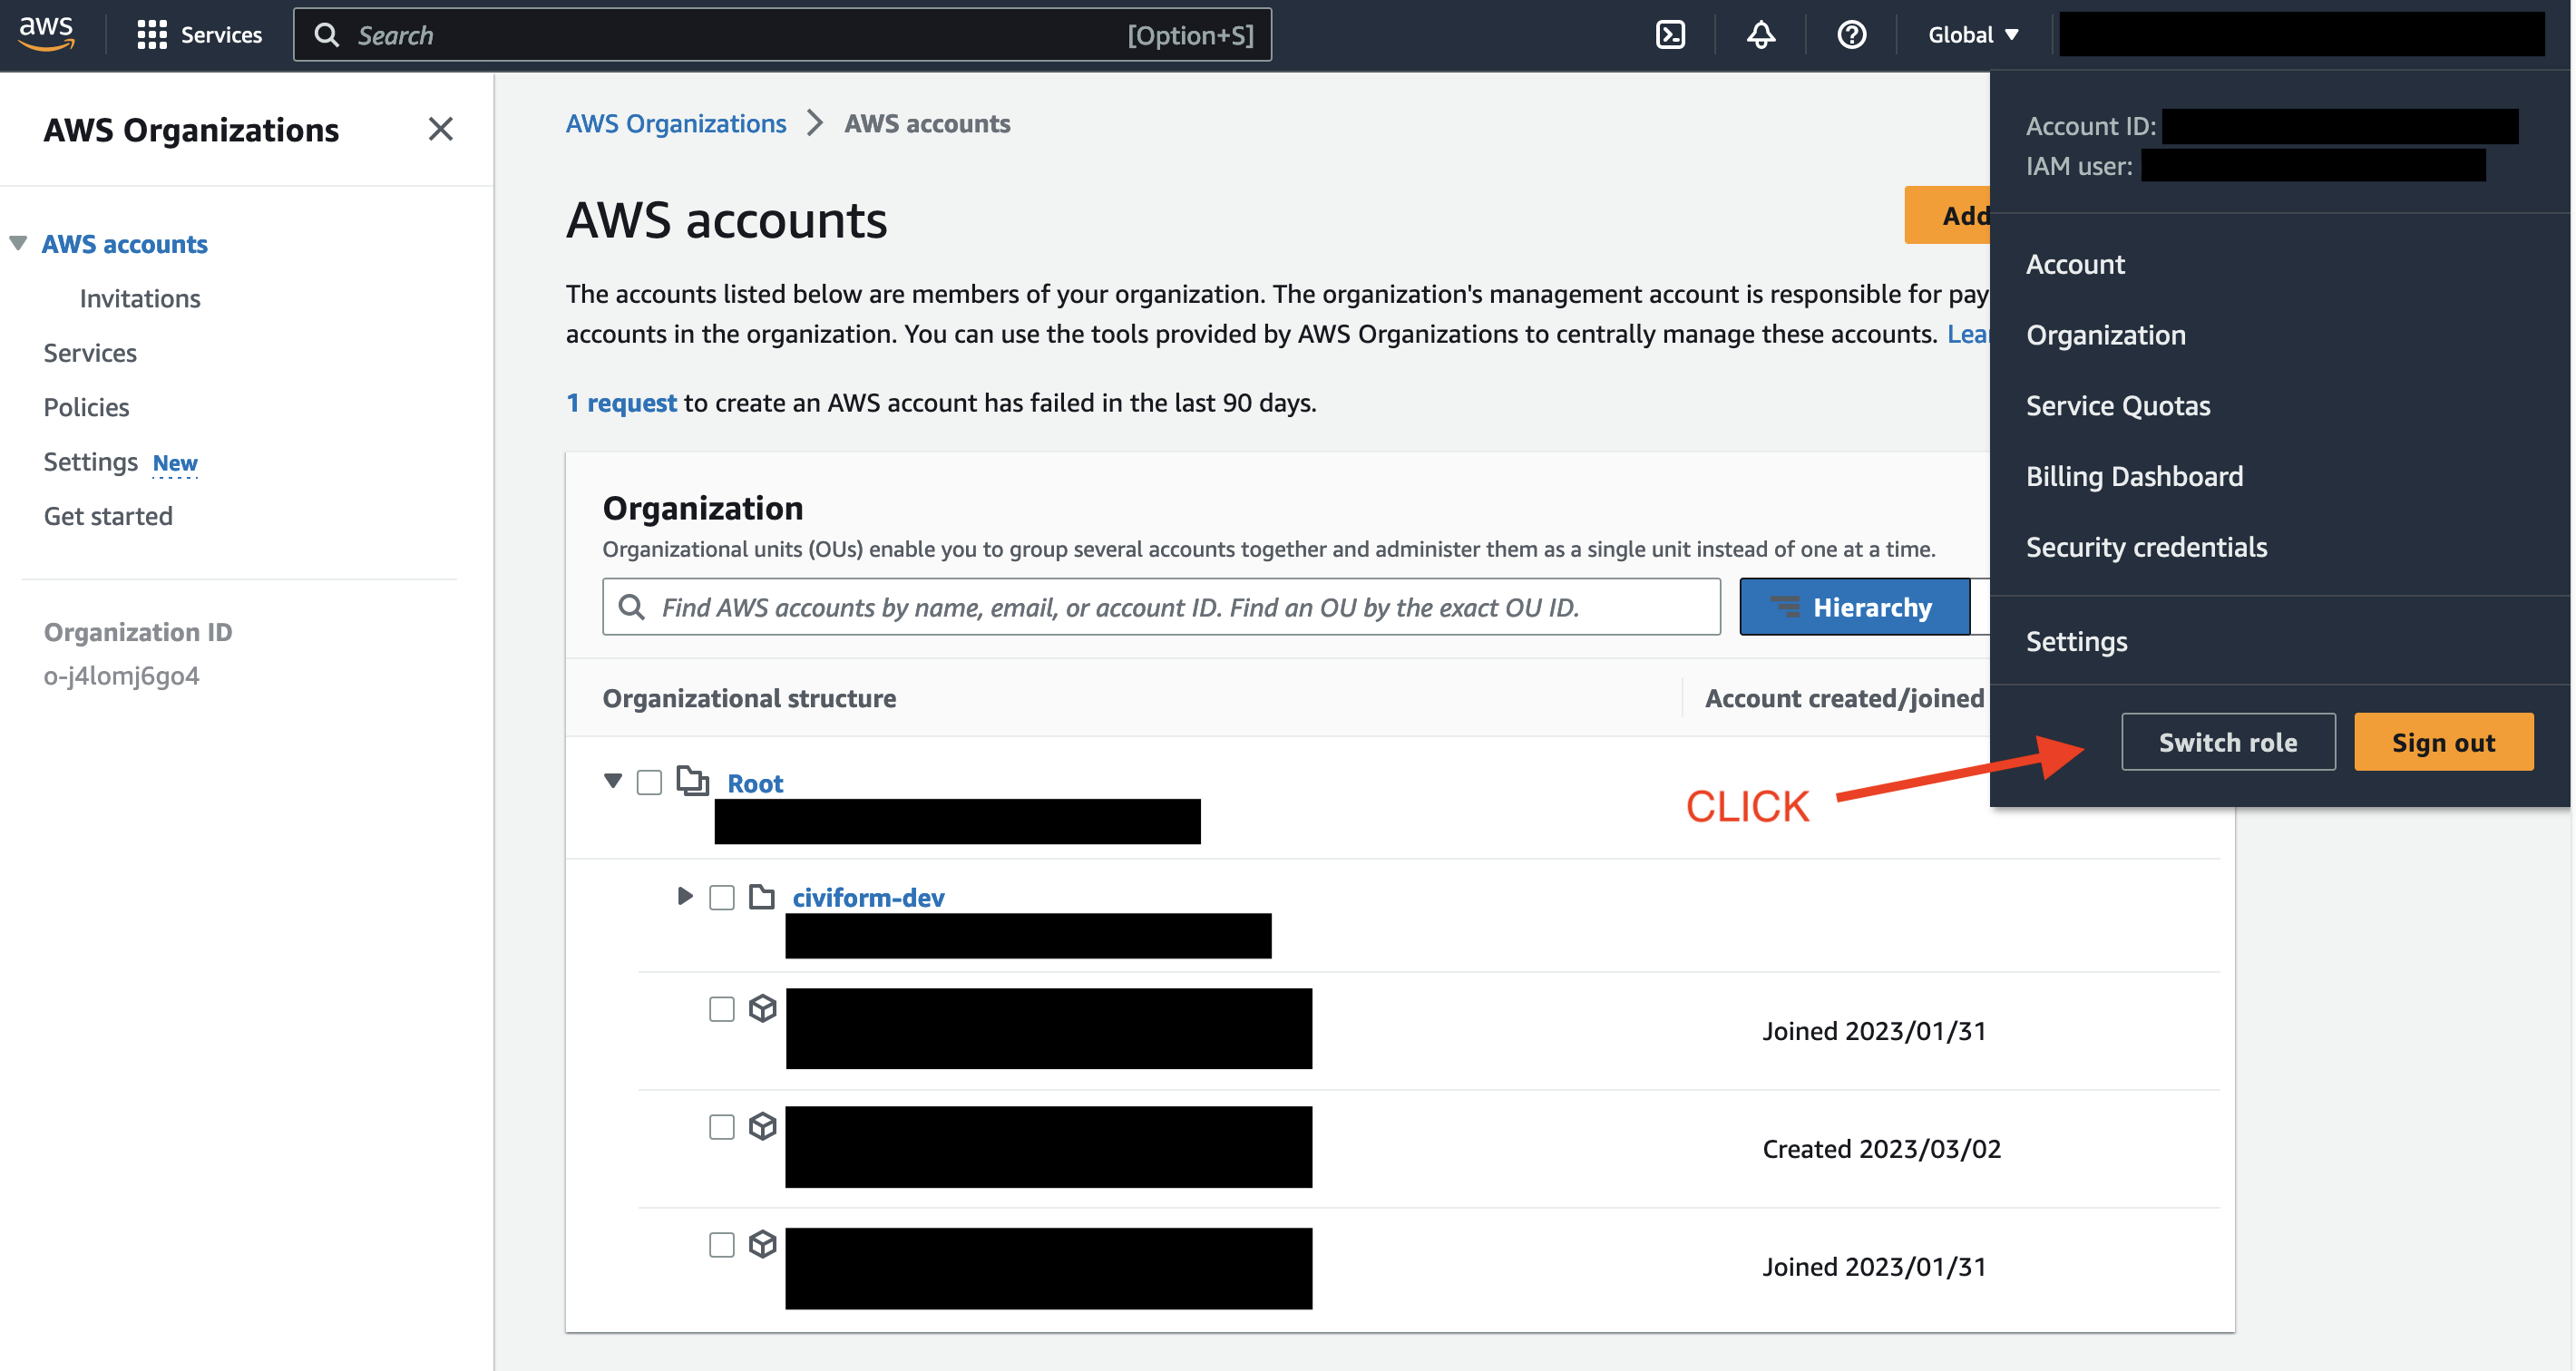 aws
Services
Search
[Option+S]
Global
Account ID:
IAM user:
Account
Organization
Service Quotas
Billing Dashboard
Security credentials
Settings
Switch role
Sign out
CLICK
AWS Organizations
AWS accounts
Invitations
Services
Policies
Settings New
Get started
Organization ID
o-j4lomj6go4
AWS Organizations
AWS accounts
AWS accounts
Add
The accounts listed below are members of your organization. The organization's management account is responsible for pay
accounts in the organization. You can use the tools provided by AWS Organizations to centrally manage these accounts. Lea
1 request to create an AWS account has failed in the last 90 days.
Organization
Organizational units (OUs) enable you to group several accounts together and administer them as a single unit instead of one at a time.
Find AWS accounts by name, email, or account ID. Find an OU by the exact OU ID.
Hierarchy
Organizational structure
Account created/joined
Root
civiform-dev
Joined 2023/01/31
Created 2023/03/02
Joined 2023/01/31